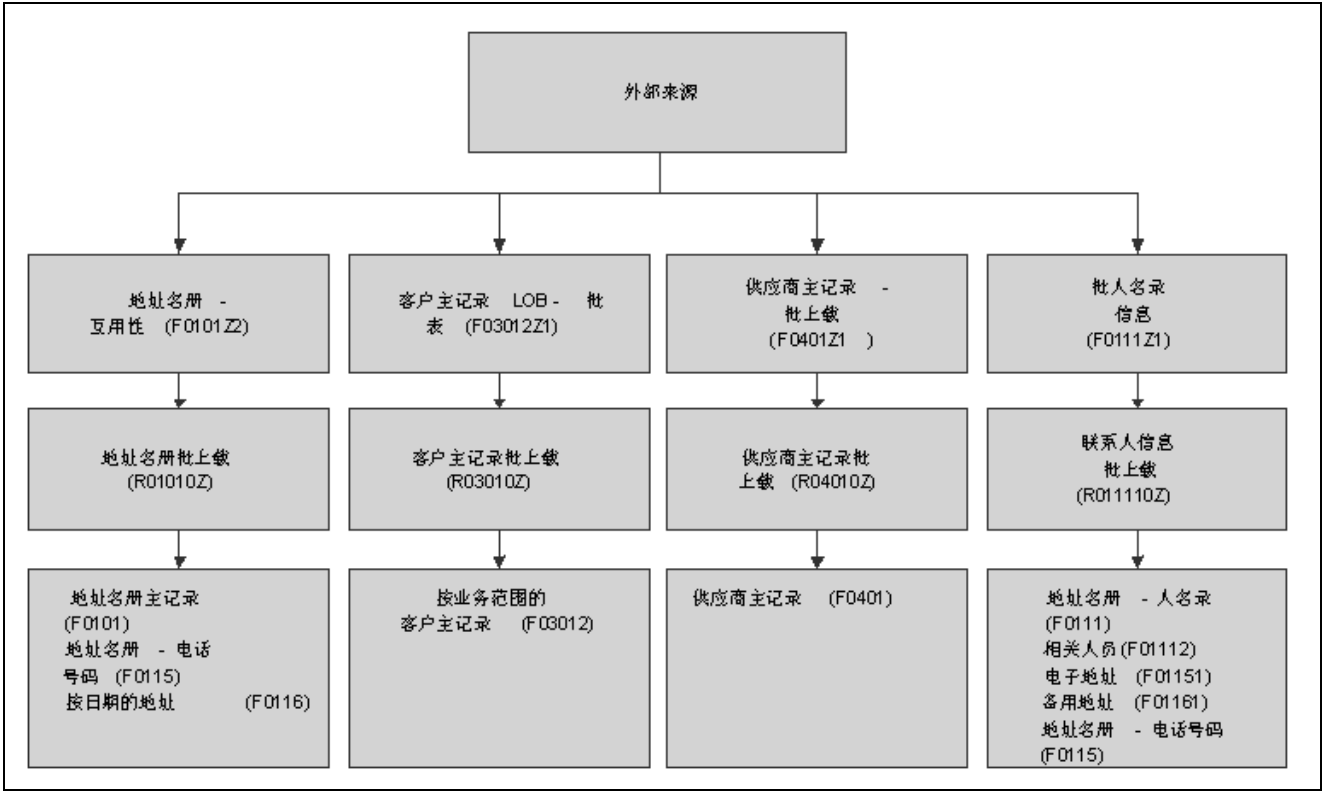 外部来源
地址名册 -
互用性 (F0101Z2)
客户主记录 LOB - 批
表 (F03012Z1)
供应商主记录 -
批上载
(F0401Z1 )
批人名录
信息
(F0111Z1)
地址名册批上载
(R01010Z)
客户主记录批上载
(R03010Z)
供应商主记录批
上载 (R04010Z)
联系人信息
批上载
(R011110Z)
地址名册主记录
(F0101)
地址名册 - 电话
号码 (F0115)
按日期的地址 (F0116)
按业务范围的
客户主记录 (F03012)
供应商主记录 (F0401)
地址名册 - 人名录
(F0111)
相关人员(F01112)
电子地址 (F01151)
备用地址 (F01161)
地址名册 - 电话号码
(F0115)